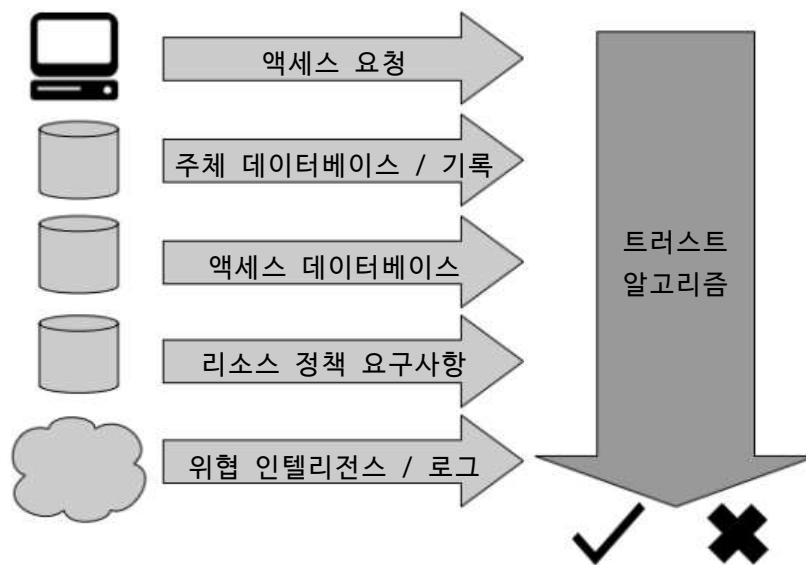 액세스 요청
주체 데이터베이스 / 기록
액세스 데이터베이스
리소스 정책 요구사항
위협 인텔리전스 / 로그
트러스트
알고리즘